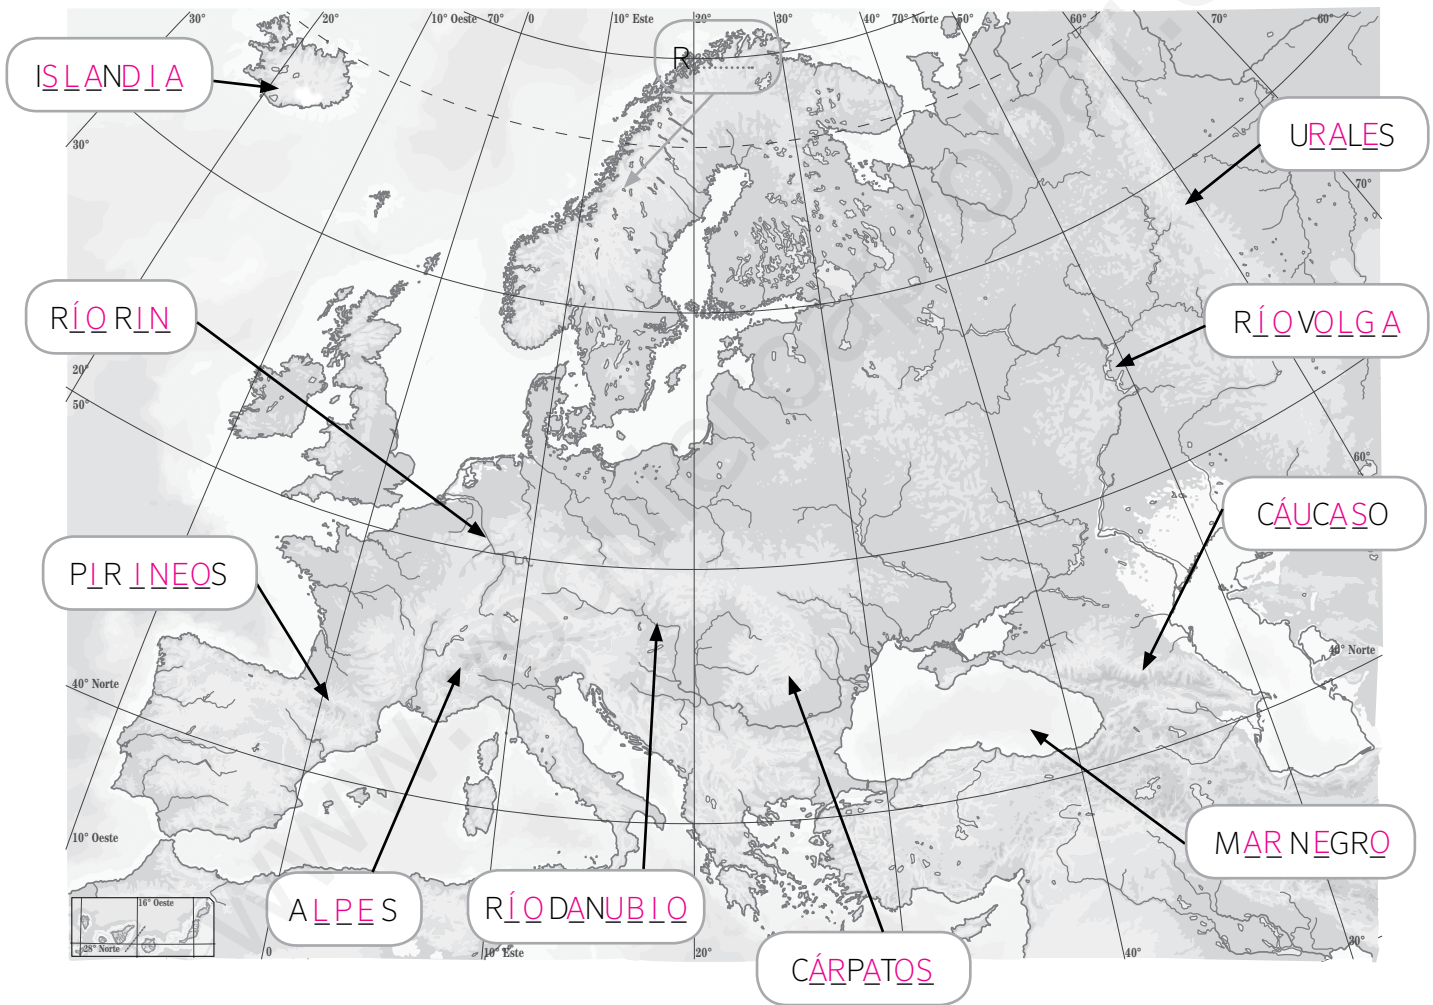 30°
20°
10° Oeste
70°
0
10° Este
20°
30°
40°
70° Norte
50°
60°
70°
60°
ISLANDIA
R..........
URALES
30°
70°
RÍO RIN
RÍO VOLGA
20°
50°
60°
CÁUCASO
PIRINEOS
40° Norte
40° Norte
10° Oeste
MAR NEGRO
ALPES
RÍO DANUBIO
16° Oeste
28° Norte
0
10° Este
20°
40°
30°
CÁRPATOS